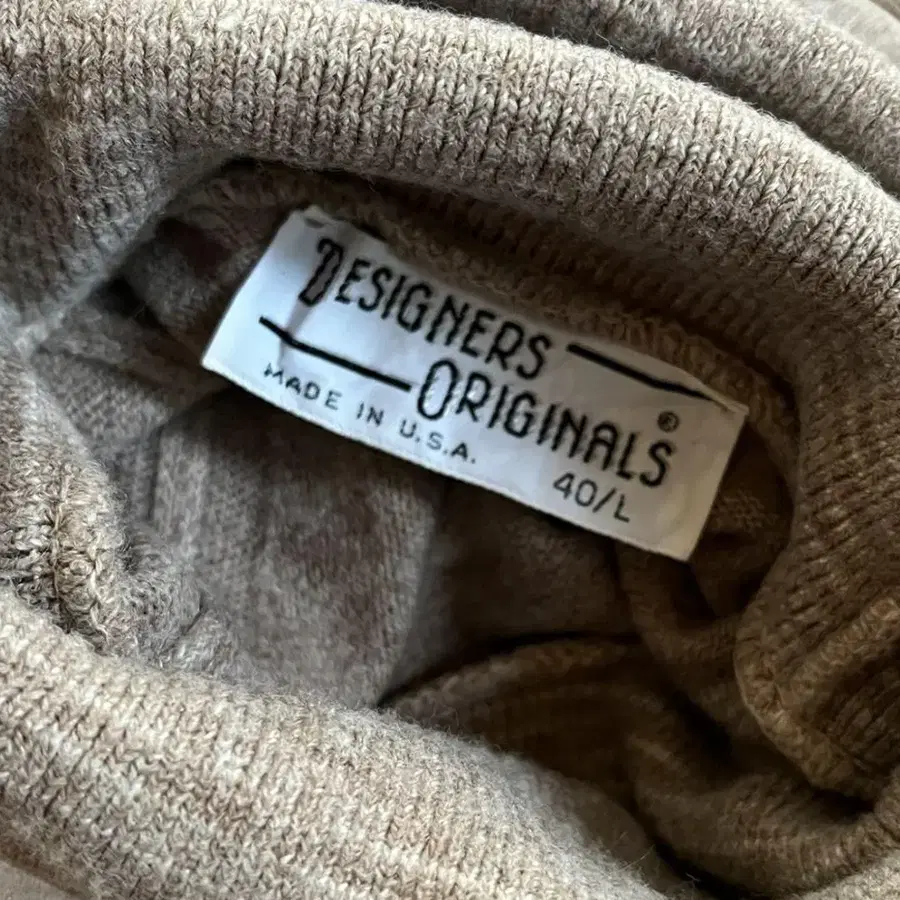 DESIGNERS
ORIGINALS®
MADE IN U.S.A.
40/L